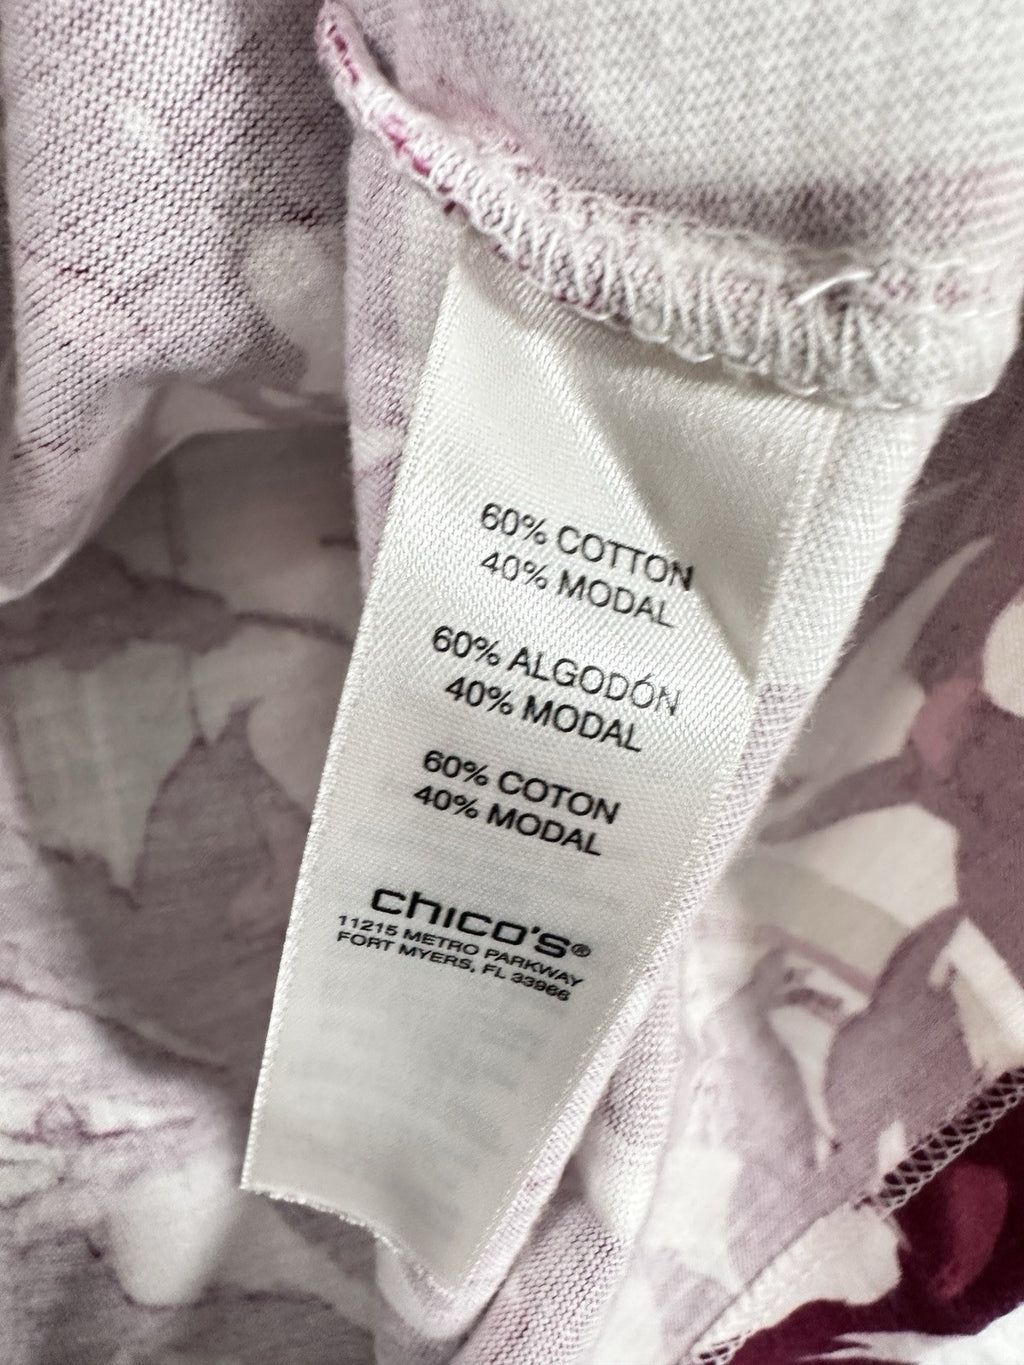 60% COTTON
40% MODAL
60% ALGODÓN
40% MODAL
60% COTON
40% MODAL
chico's®
11215 METRO PARKWAY
FORT MYERS, FL 33966